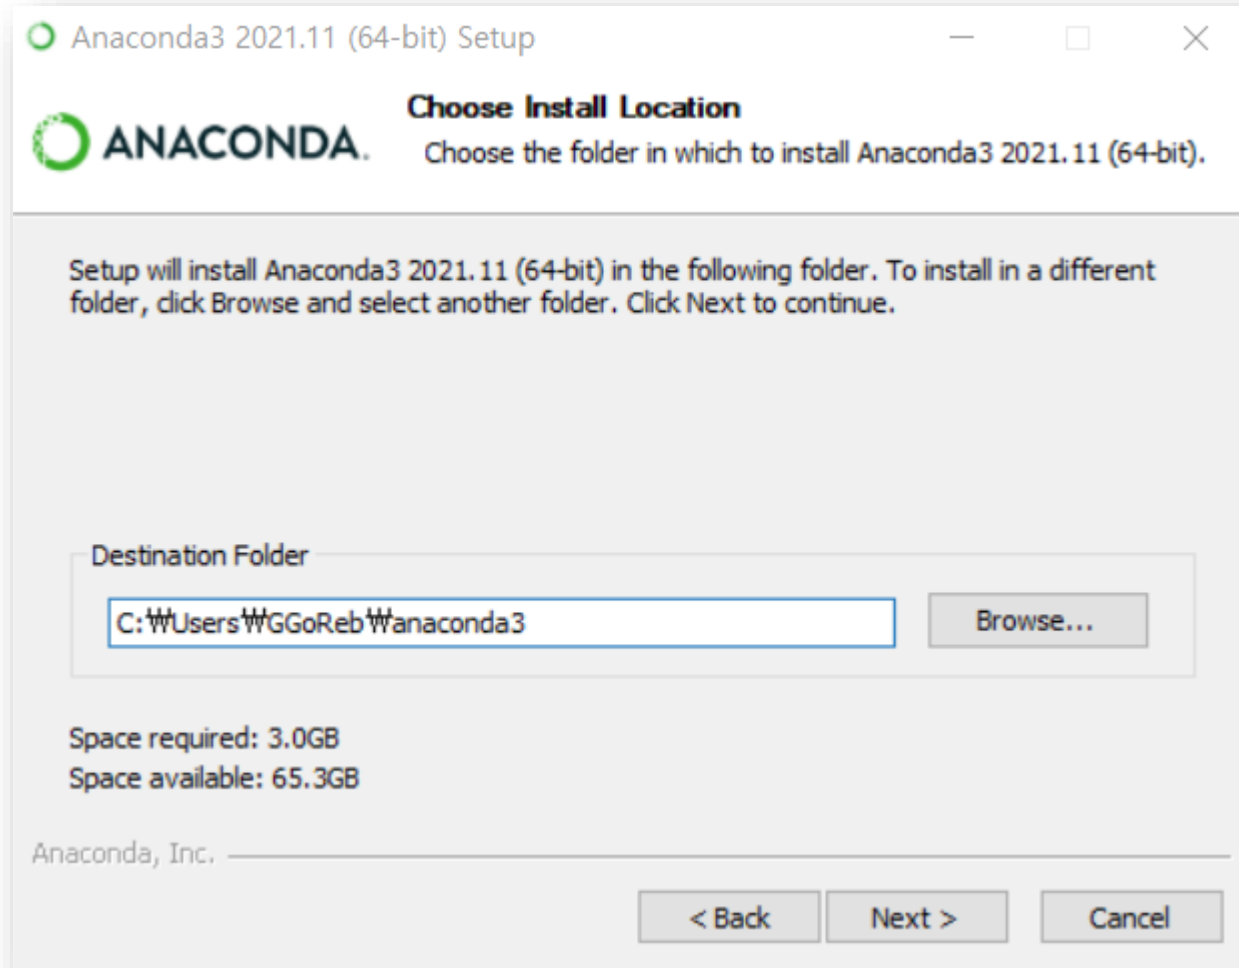 Anaconda3 2021.11 (64-bit) Setup
ANANCONDA.
Choose Install Location
Choose the folder in which to install Anaconda3 2021.11 (64-bit).
Setup will install Anaconda3 2021.11 (64-bit) in the following folder. To install in a different
folder, click Browse and select another folder. Click Next to continue.
Destination Folder
C:₩Users₩GGoReb₩anaconda3
Browse...
Space required: 3.0GB
Space available: 65.3GB
Anaconda, Inc.
< Back
Next >
Cancel